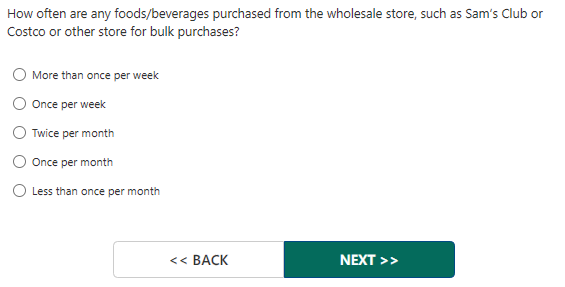 How often are any foods/beverages purchased from the wholesale store, such as Sam's Club or
Costco or other store for bulk purchases?
More than once per week
Once per week
Twice per month
Once per month
Less than once per month
<< BACK
NEXT >>